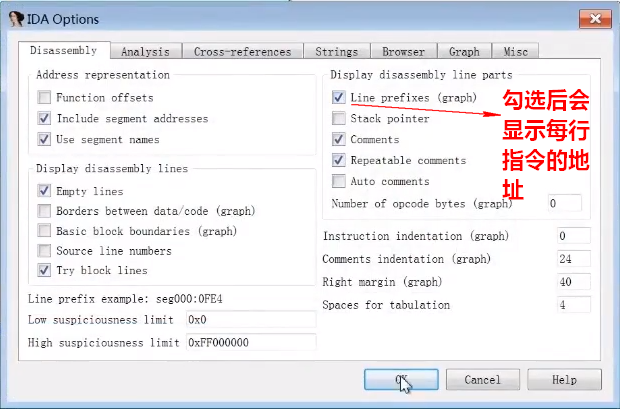 IDA Options
Disassembly Analysis Cross-references Strings Browser Graph Misc
Address representation
Function offsets
Include segment addresses
Use segment names
Display disassembly lines
Empty lines
Borders between data/code (graph)
Basic block boundaries (graph)
Source line numbers
Try block lines
Line prefix example: seg000:0FE4
Low suspiciousness limit 0x0
High suspiciousness limit 0xFF000000
Display disassembly line parts
Line prefixes (graph)
Stack pointer
Comments
Repeatable comments
Auto comments
Number of opcode bytes (graph) 0
Instruction indentation (graph) 0
Comments indentation (graph) 24
Right margin (graph) 40
Spaces for tabulation 4
勾选后会
显示每行
指令的地
址
OK Cancel Help